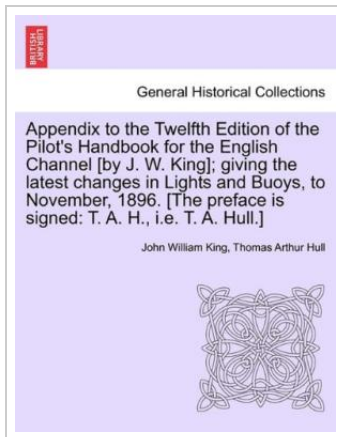 BRITISH
LIBRARY
General Historical Collections
Appendix to the Twelfth Edition of the
Pilot's Handbook for the English
Channel [by J. W. King]; giving the
latest changes in Lights and Buoys, to
November, 1896. [The preface is
signed: T. A. H., i.e. T. A. Hull.]
John William King, Thomas Arthur Hull